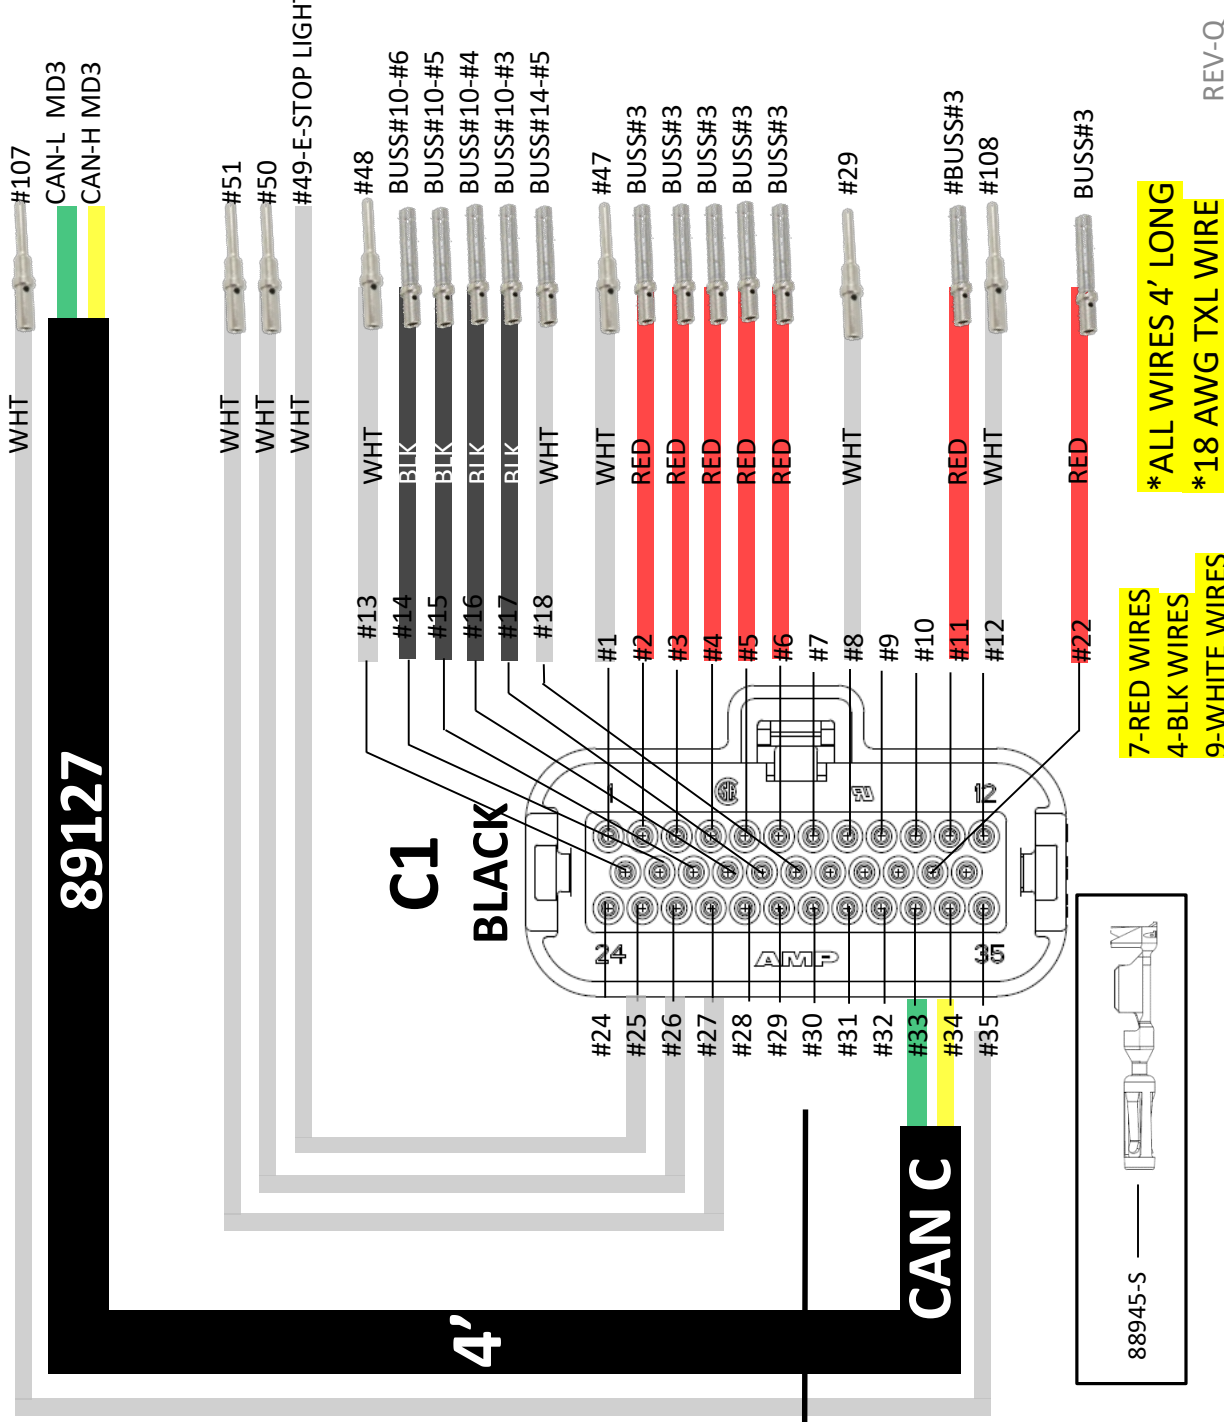 #107
CAN-L MD3
CAN-H MD3
#51
#50
#49-E-STOP LIGHT
#48
BUSS#10-#6
BUSS#10-#5
BUSS#10-#4
BUSS#10-#3
BUSS#14-#5
#47
BUSS#3
BUSS#3
BUSS#3
BUSS#3
BUSS#3
#29
#BUSS#3
#108
BUSS#3
REV-Q
WHT
WHT
WHT
WHT
WHT
BLK
BLK
BLK
BLK
WHT
WHT
RED
RED
RED
RED
RED
WHT
RED
WHT
RED
*ALL WIRES 4' LONG
*18 AWG TXL WIRE
7-RED WIRES
4-BLK WIRES
9-WHITE WIRES
#13
#14
#15
#16
#17
#18
#1
#2
#3
#4
#5
#6
#7
#8
#9
#10
#11
#12
#22
89127
C1
BLACK
1
12
24
AMP
35
#24
#25
#26
#27
#28
#29
#30
#31
#32
#33
#34
#35
CAN C
4'
88945-S